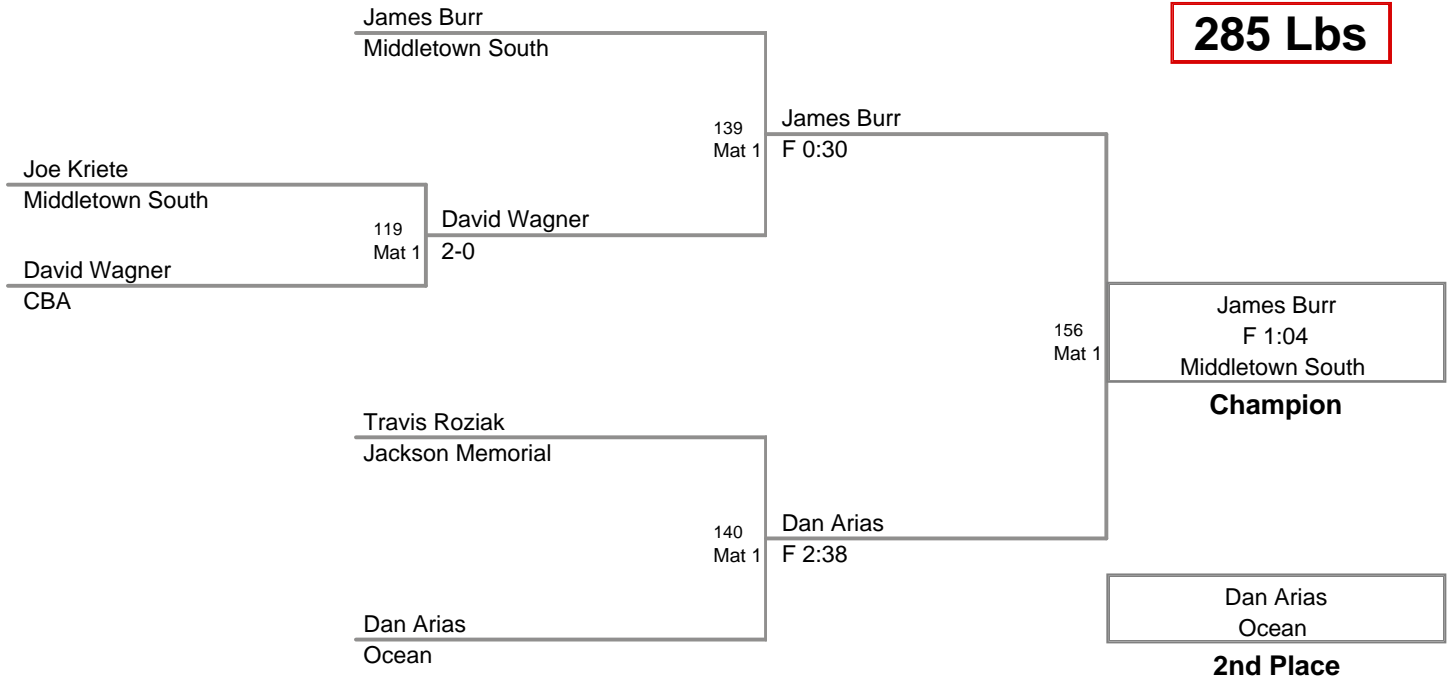 James Burr
Middletown South
285 Lbs
139
Mat 1
James Burr
F 0:30
Joe Kriete
Middletown South
119
Mat 1
David Wagner
2-0
David Wagner
CBA
156
Mat 1
James Burr
F 1:04
Middletown South
Champion
Travis Roziak
Jackson Memorial
140
Mat 1
Dan Arias
F 2:38
Dan Arias
Ocean
Dan Arias
Ocean
2nd Place